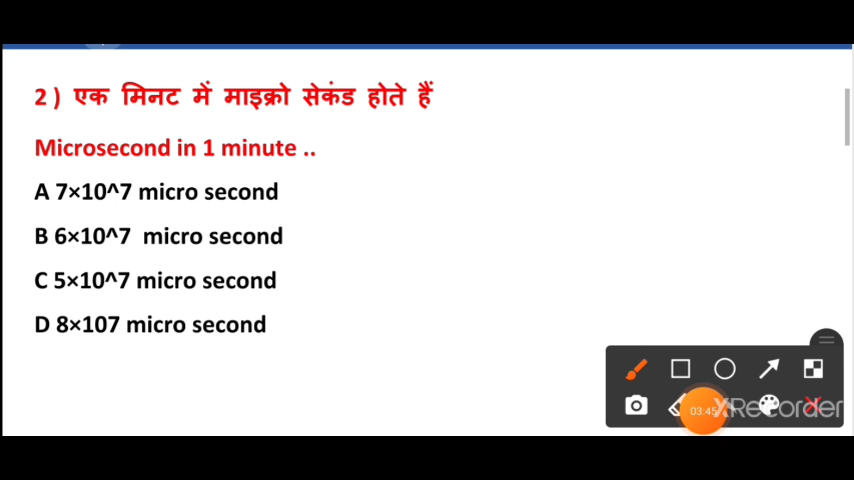 2 ) एक मिनट में माइक्रो सेकंड होते हैं
Microsecond in 1 minute ..
A 7×10^7 micro second
B 6×10^7 micro second
C 5×10^7 micro second
D 8×107 micro second
XRecorder
03:45